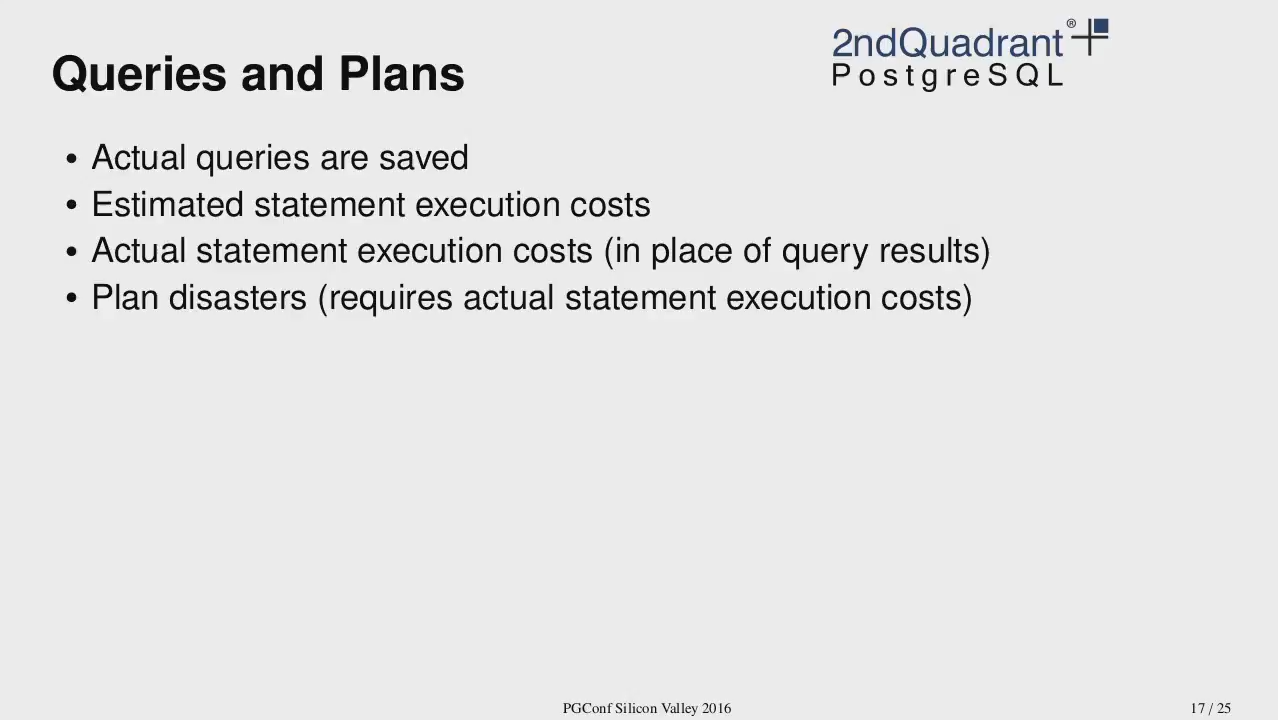 Queries and Plans
2ndQuadrant®
PostgreSQL
• Actual queries are saved
• Estimated statement execution costs
• Actual statement execution costs (in place of query results)
• Plan disasters (requires actual statement execution costs)
PGConf Silicon Valley 2016
17 / 25